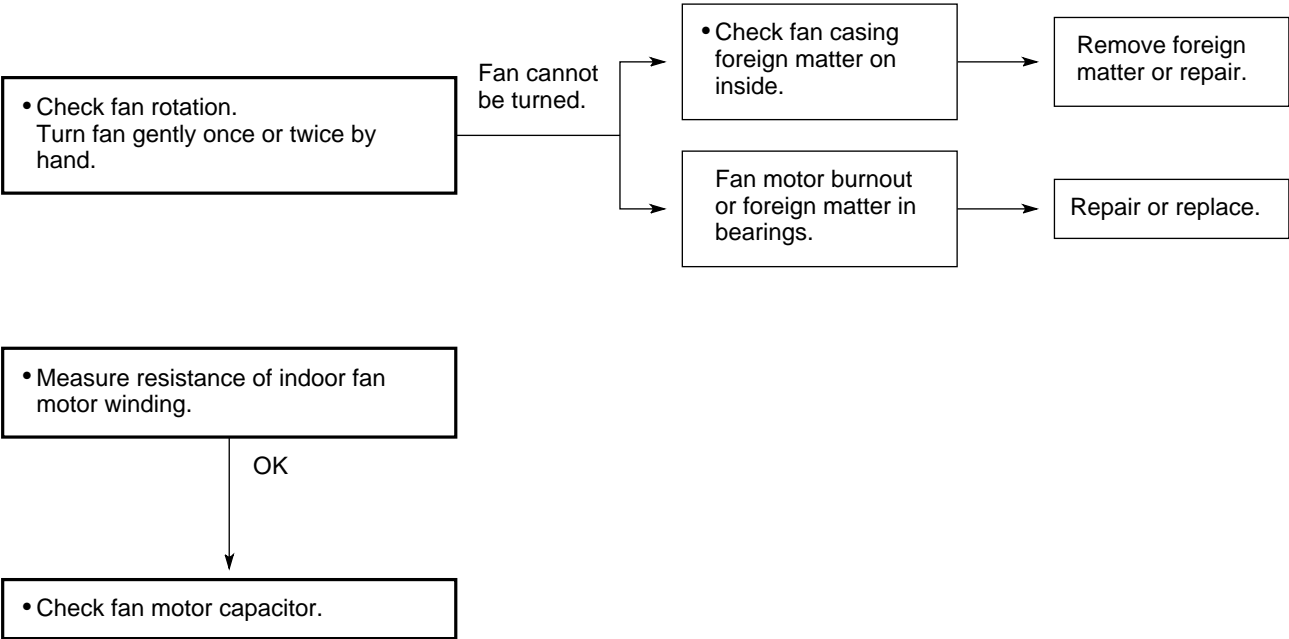 • Check fan rotation.
Turn fan gently once or twice by
hand.
Fan cannot
be turned.
• Check fan casing
foreign matter on
inside.
Remove foreign
matter or repair.
Fan motor burnout
or foreign matter in
bearings.
Repair or replace.
• Measure resistance of indoor fan
motor winding.
OK
• Check fan motor capacitor.